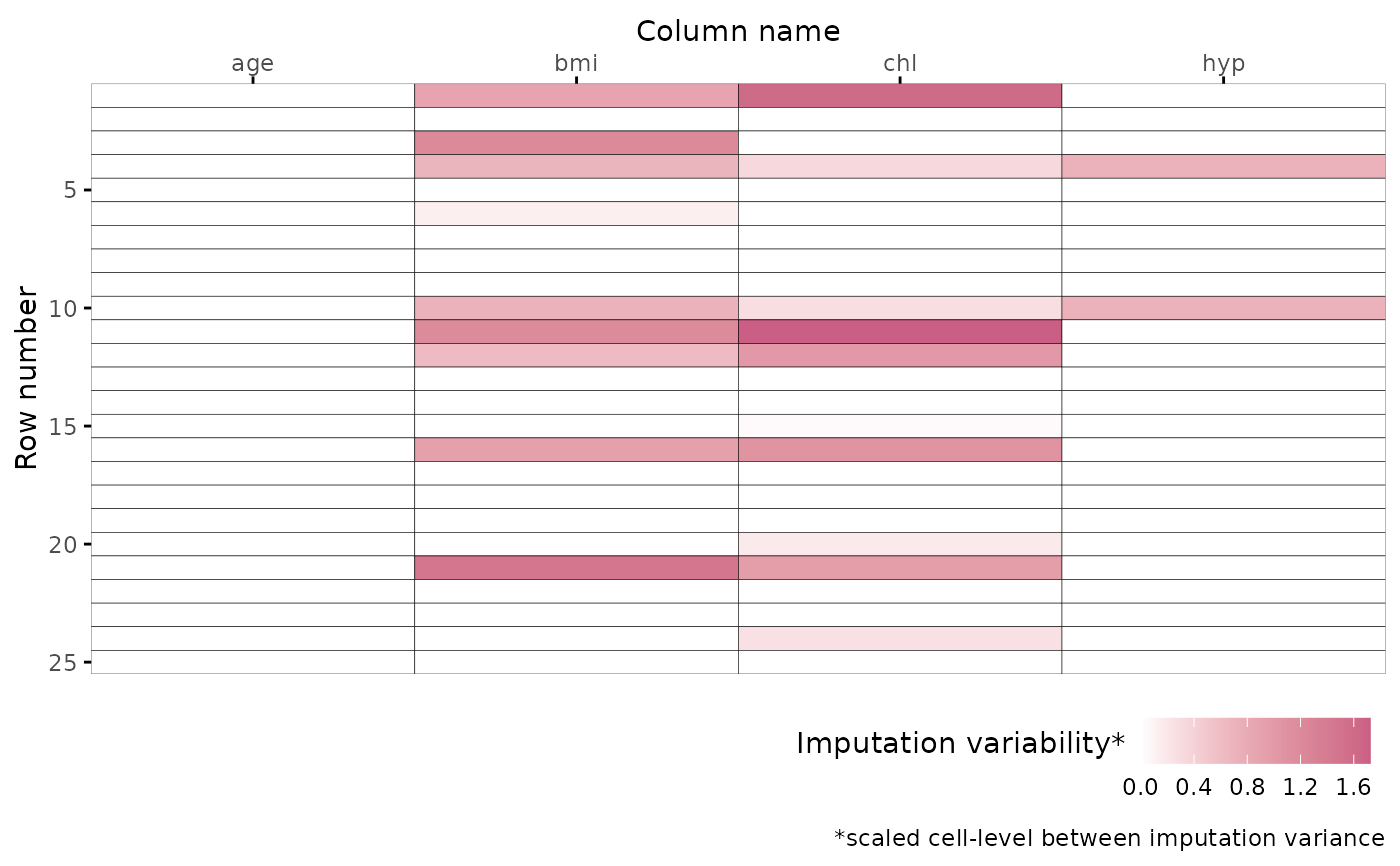 Column name
age bmi chl hyp
Row number
5
10
15
20
25
Imputation variability*
0.0 0.4 0.8 1.2 1.6
*scaled cell-level between imputation variance